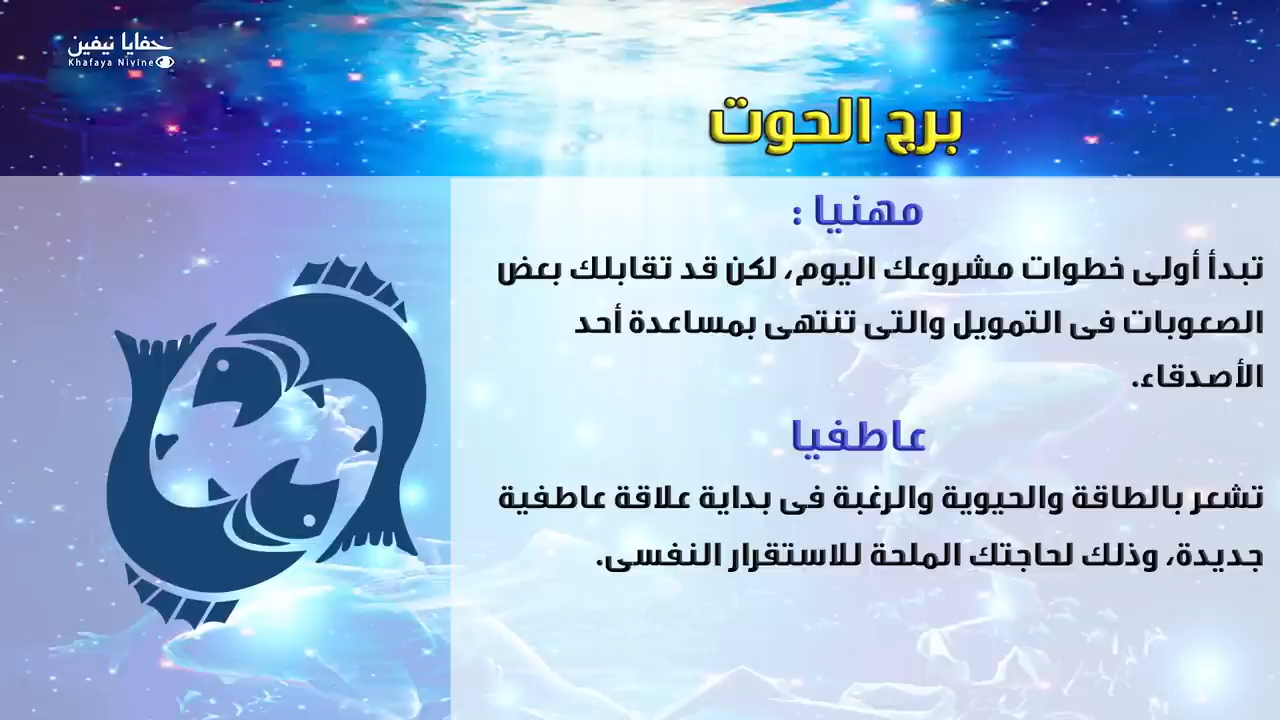 خفايا نيفين
Khafaya Nivine
برج الحوت
مهنيا :
تبدأ أولى خطوات مشروعك اليوم، لكن قد تقابلك بعض
الصعوبات فى التمويل والتى تنتهى بمساعدة أحد
الأصدقاء.
عاطفيا
تشعر بالطاقة والحيوية والرغبة فى بداية علاقة عاطفية
جديدة، وذلك لحاجتك الملحة للاستقرار النفسى.